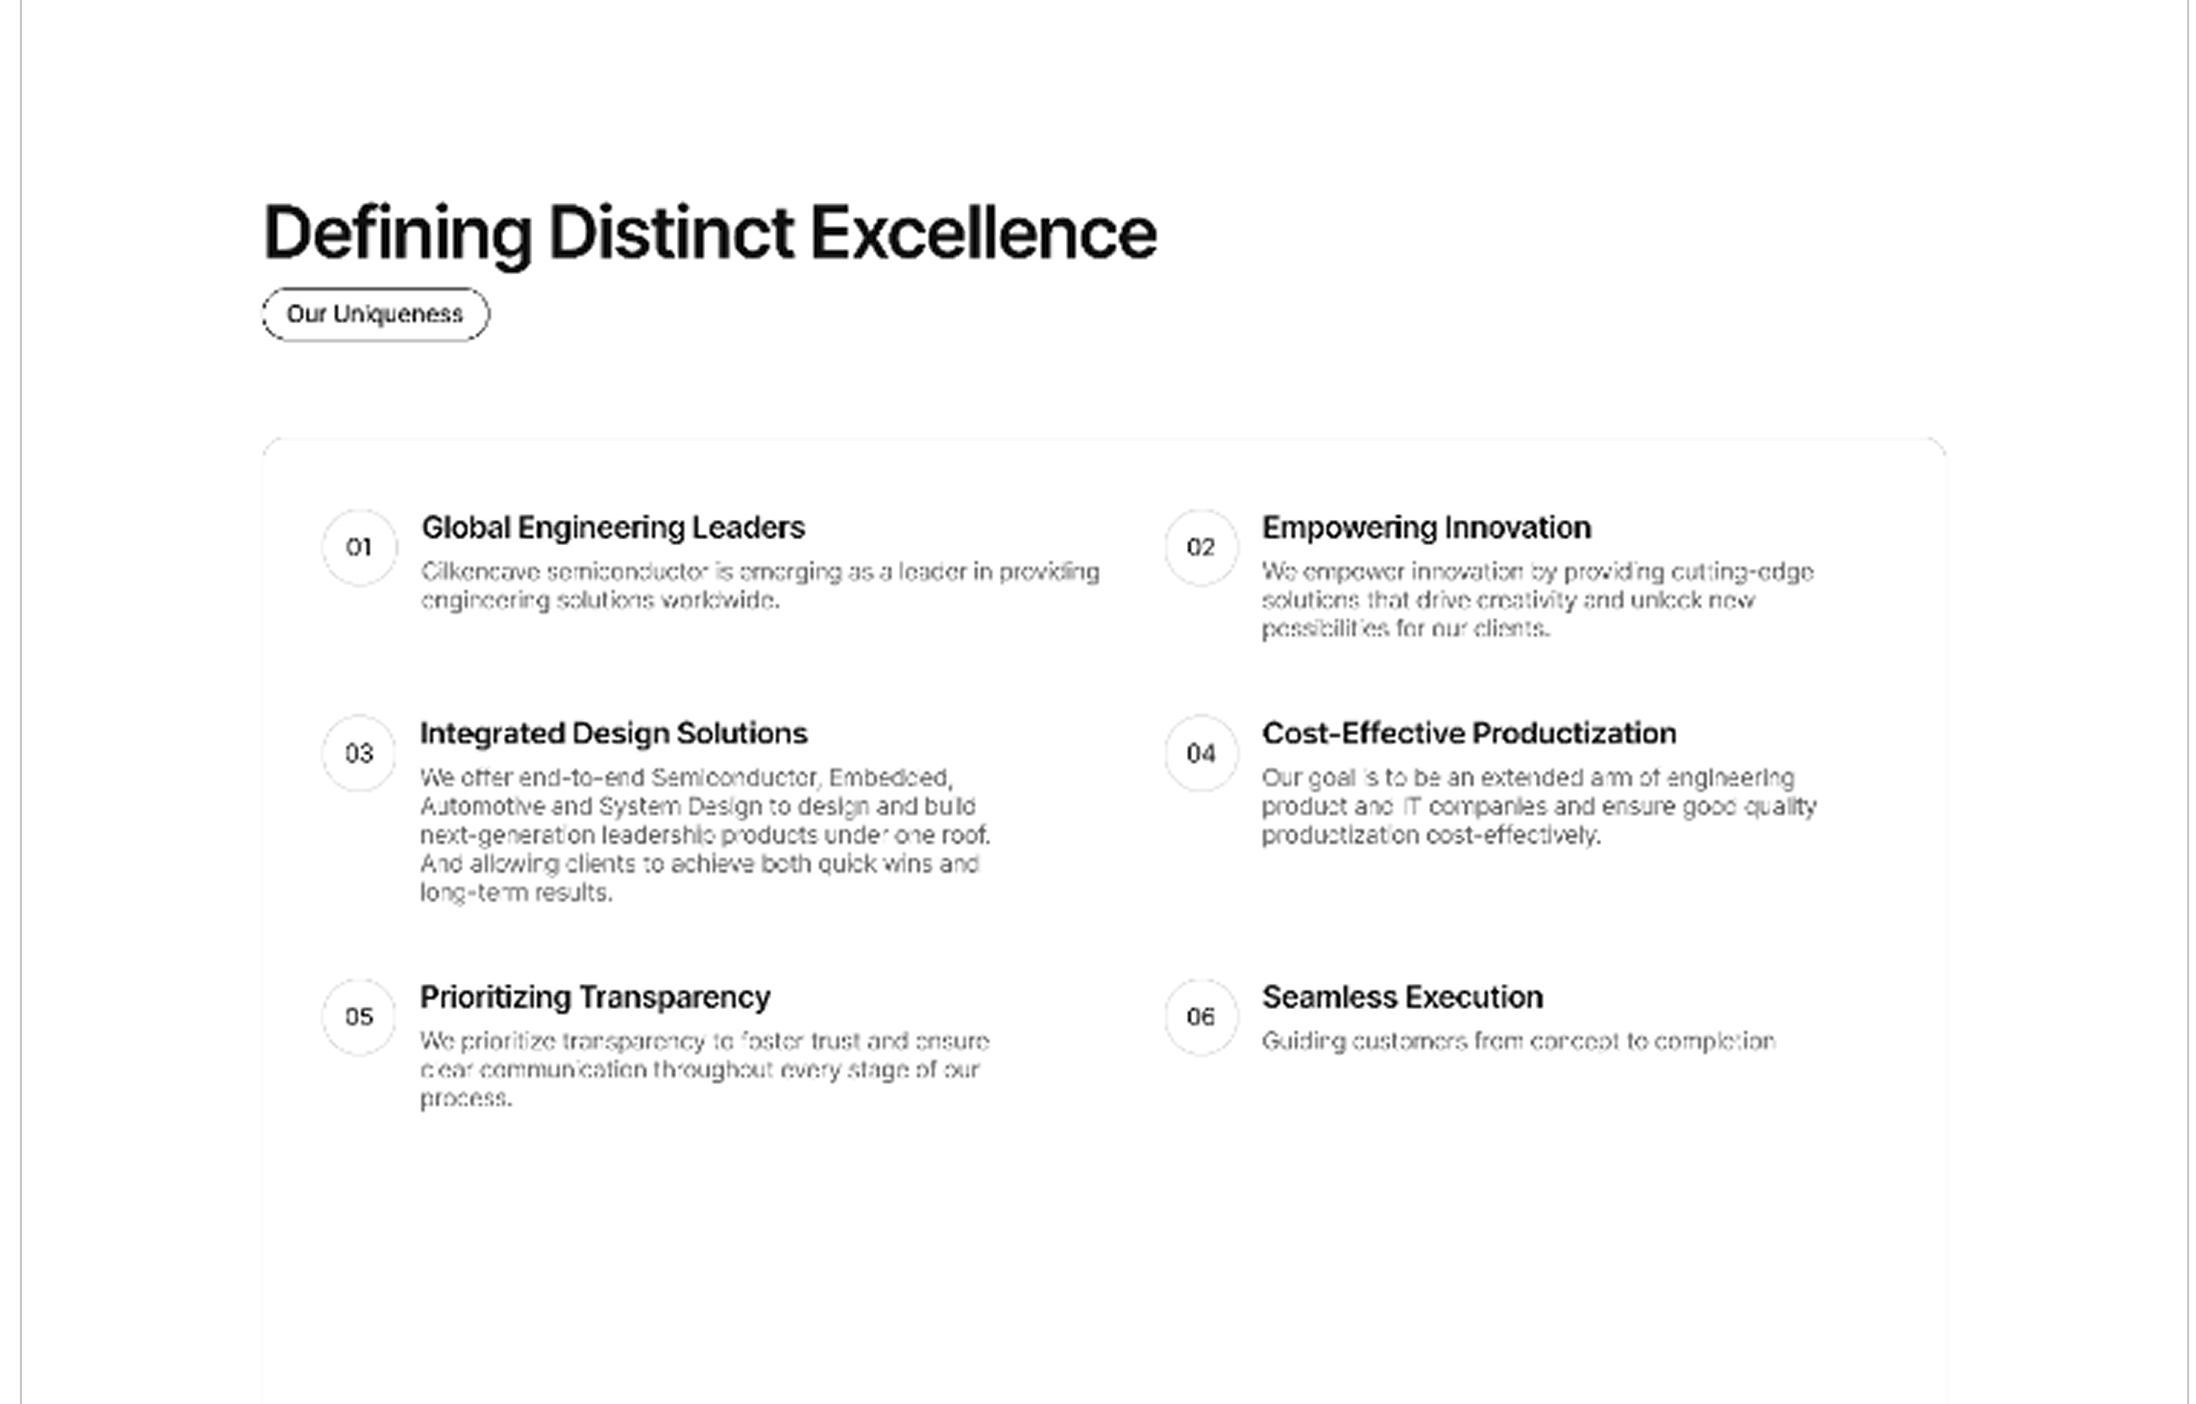 Defining Distinct Excellence
Our Uniqueness
01
Global Engineering Leaders
Cilkencave semiconductor is emerging as a leader in providing
engineering solutions worldwide.
02
Empowering Innovation
We empower innovation by providing cutting-edge
solutions that drive creativity and unlock new
possibilities for our clients.
03
Integrated Design Solutions
We offer end-to-end Semiconductor, Embedded,
Automotive and System Design to design and build
next-generation leadership products under one roof.
And allowing clients to achieve both quick wins and
long-term results.
04
Cost-Effective Productization
Our goal is to be an extended arm of engineering
product and IT companies and ensure good quality
productization cost-effectively.
05
Prioritizing Transparency
We prioritize transparency to foster trust and ensure
clear communication throughout every stage of our
process.
06
Seamless Execution
Guiding customers from concept to completion